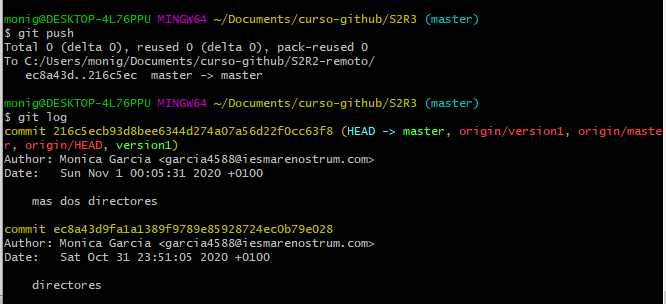 monig@DESKTOP-4L76PPU MINGW64 ~/Documents/curso-github/S2R3 (master)
$ git push
Total 0 (delta 0), reused 0 (delta 0), pack-reused 0
To C:/Users/monig/Documents/curso-github/S2R2-remoto/
   ec8a43d..216c5ec  master -> master
monig@DESKTOP-4L76PPU MINGW64 ~/Documents/curso-github/S2R3 (master)
$ git log
commit 216c5ecb93d8bee6344d274a07a56d22f0cc63f8 (HEAD -> master, origin/version1, origin/maste
r, origin/HEAD, version1)
Author: Monica Garcia <garcia4588@iesmarenostrum.com>
Date:   Sun Nov 1 00:05:31 2020 +0100
    mas dos directores
commit ec8a43d9fa1a1389f9789e85928724ec0b79e028
Author: Monica Garcia <garcia4588@iesmarenostrum.com>
Date:   Sat Oct 31 23:51:05 2020 +0100
    directores